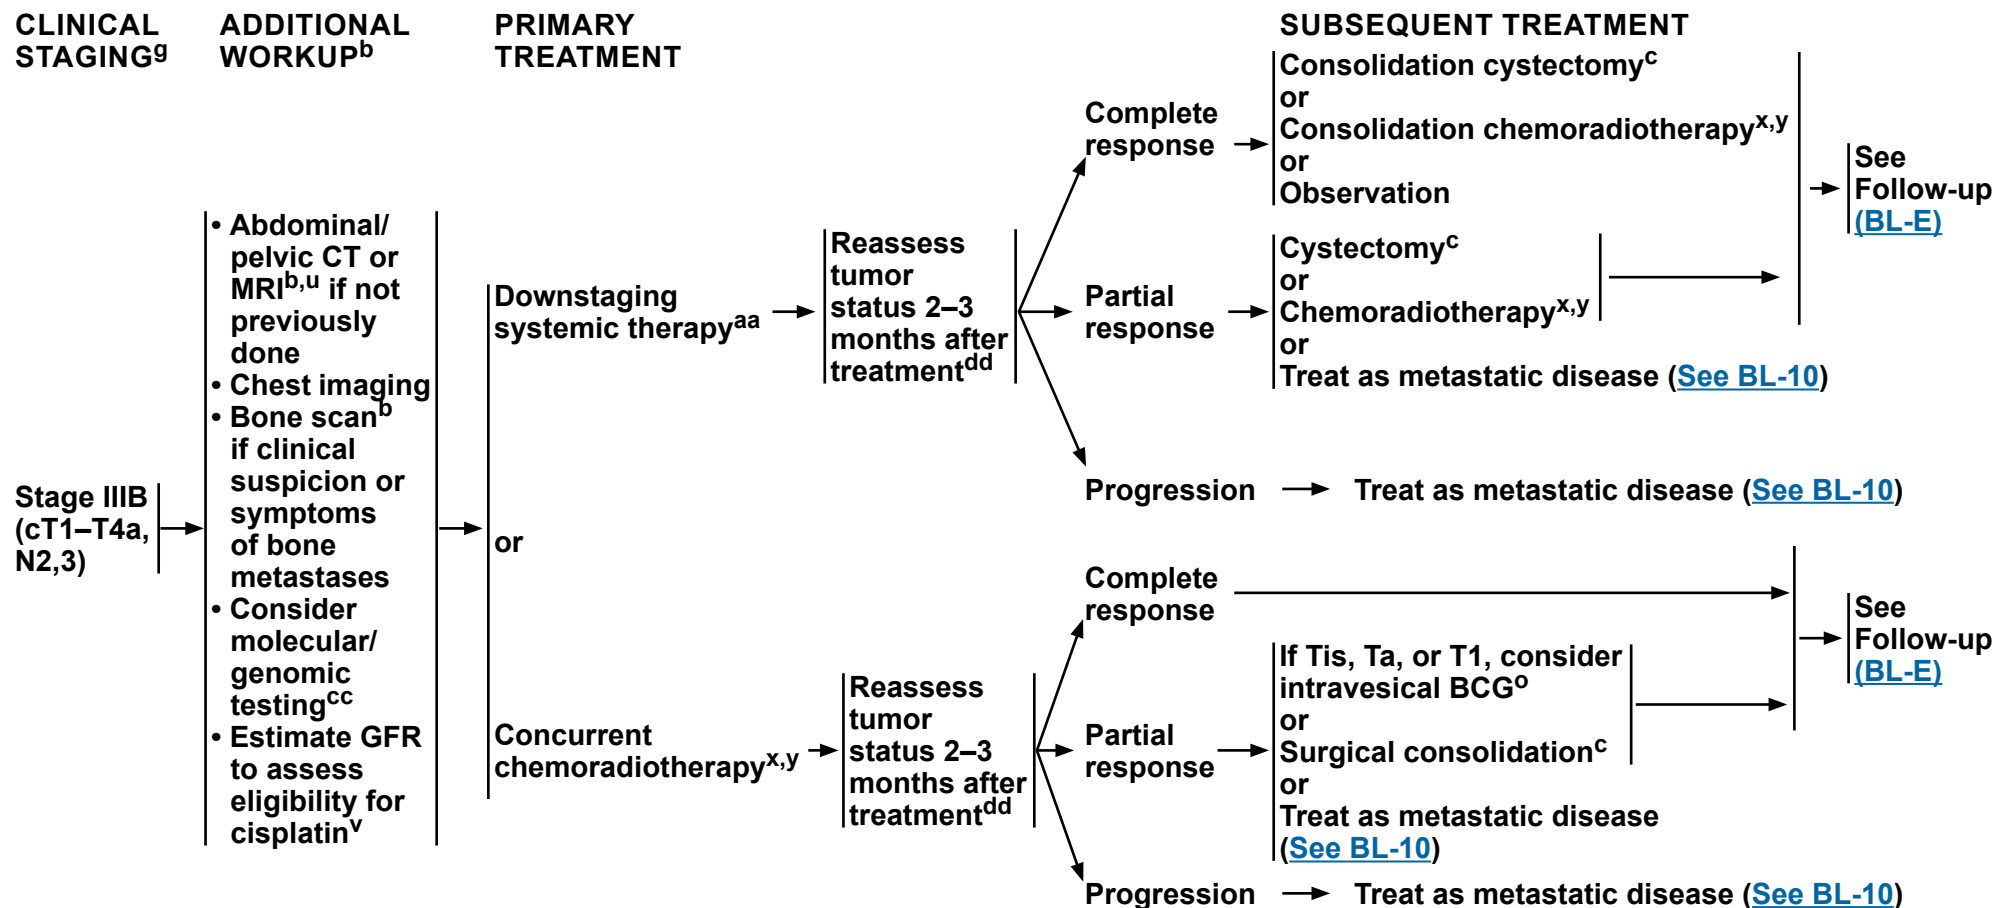 CLINICAL
STAGINGg
ADDITIONAL
WORKUPb
PRIMARY
TREATMENT
SUBSEQUENT TREATMENT
Stage IIIB
(cT1–T4a,
N2,3)
• Abdominal/
pelvic CT or
MRIb,u if not
previously
done
• Chest imaging
• Bone scanb
if clinical
suspicion or
symptoms
of bone
metastases
• Consider
molecular/
genomic
testingcc
• Estimate GFR
to assess
eligibility for
cisplatinv
Downstaging
systemic therapyaa
or
Concurrent
chemoradiotherapyx,y
Reassess
tumor
status 2–3
months after
treatmentdd
Complete
response
Consolidation cystectomyc
or
Consolidation chemoradiotherapyx,y
or
Observation
Partial
response
Cystectomyc
or
Chemoradiotherapyx,y
or
Treat as metastatic disease (See BL-10)
Progression
Treat as metastatic disease (See BL-10)
See
Follow-up
(BL-E)
Reassess
tumor
status 2–3
months after
treatmentdd
Complete
response
Partial
response
If Tis, Ta, or T1, consider
intravesical BCGo
or
Surgical consolidationc
or
Treat as metastatic disease
(See BL-10)
Progression
Treat as metastatic disease (See BL-10)
See
Follow-up
(BL-E)